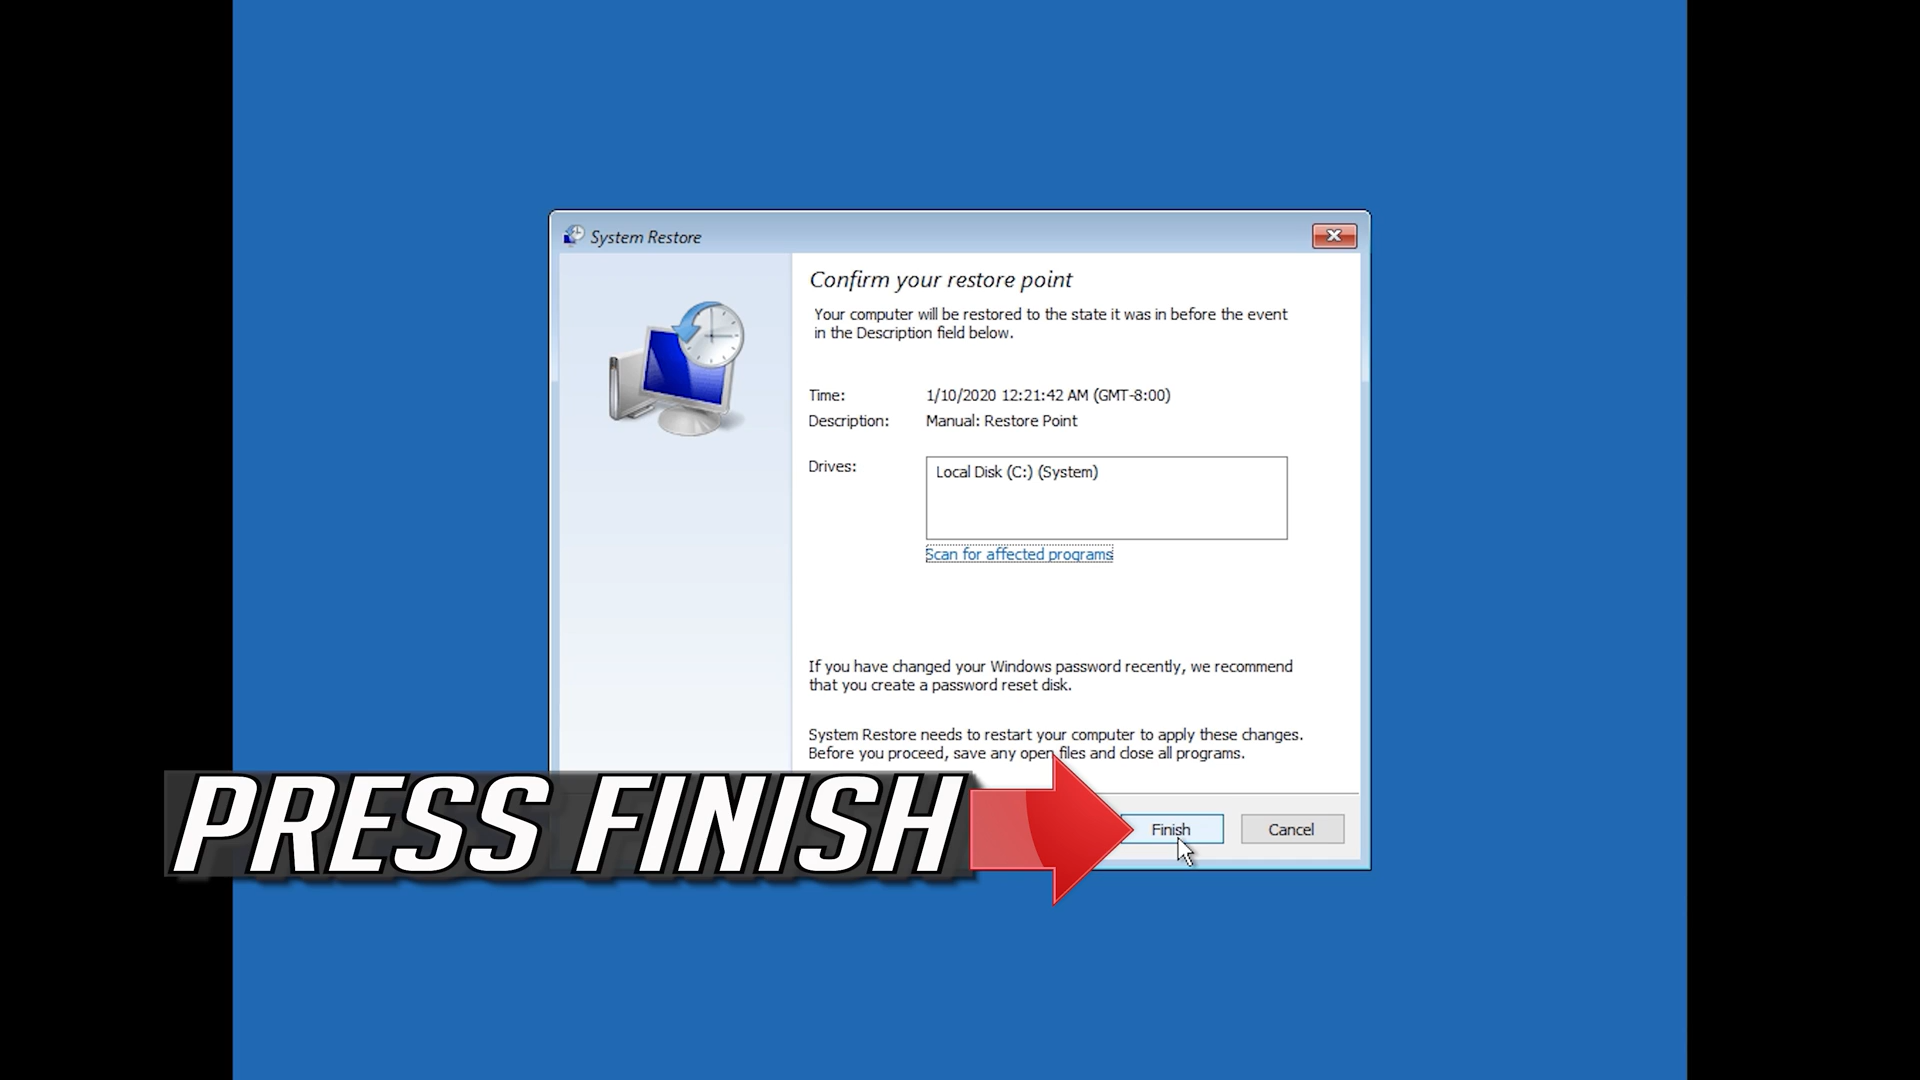 System Restore
Confirm your restore point
Your computer will be restored to the state it was in before the event
in the Description field below.
Time: 1/10/2020 12:21:42 AM (GMT-8:00)
Description: Manual: Restore Point
Drives: Local Disk (C:) (System)
Scan for affected programs
If you have changed your Windows password recently, we recommend
that you create a password reset disk.
System Restore needs to restart your computer to apply these changes.
Before you proceed, save any open files and close all programs.
PRESS FINISH
Finish Cancel